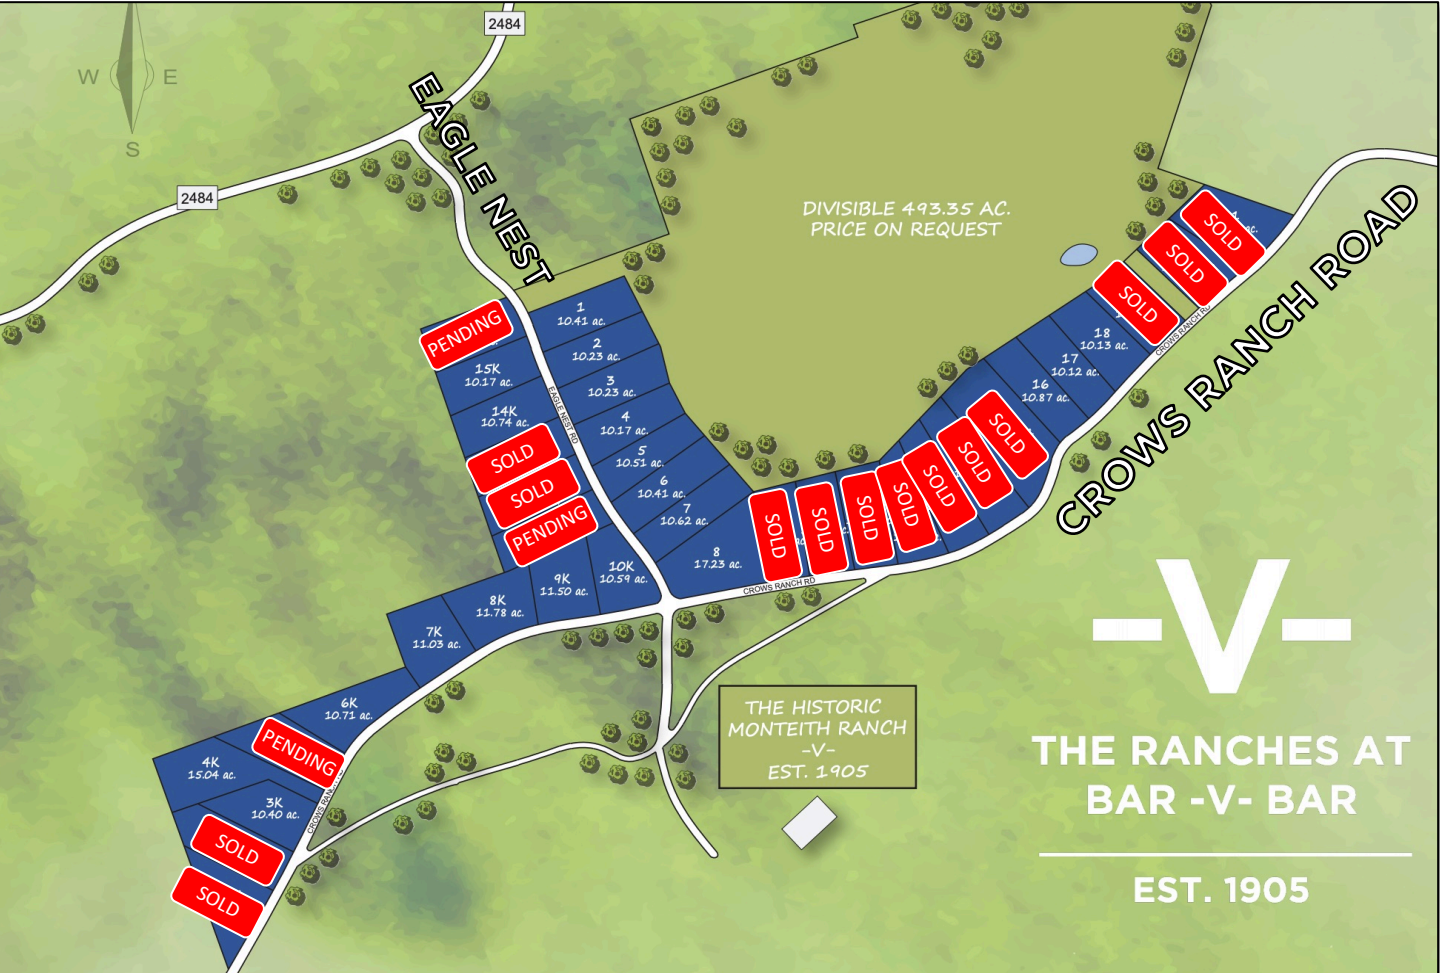 2484
W E
S
2484
EAGLE NEST
DIVISIBLE 493.35 AC.
PRICE ON REQUEST
SOLD
SOLD
SOLD
CROWS RANCH RD
CROWS RANCH ROAD
PENDING
15K
10.17 ac.
14K
10.74 ac.
SOLD
SOLD
PENDING
EAGLE NEST RD
1
10.41 ac.
2
10.23 ac.
3
10.23 ac.
4
10.17 ac.
5
10.51 ac.
6
10.41 ac.
7
10.62 ac.
8
17.23 ac.
18
10.13 ac.
17
10.12 ac.
16
10.87 ac.
SOLD
SOLD
SOLD
SOLD
SOLD
SOLD
SOLD
CROWS RANCH RD
10K
10.59 ac.
9K
11.50 ac.
8K
11.78 ac.
7K
11.03 ac.
6K
10.71 ac.
PENDING
4K
15.04 ac.
3K
10.40 ac.
SOLD
SOLD
CROWS
THE HISTORIC
MONTEITH RANCH
-V-
EST. 1905
-V-
THE RANCHES AT
BAR -V- BAR
EST. 1905